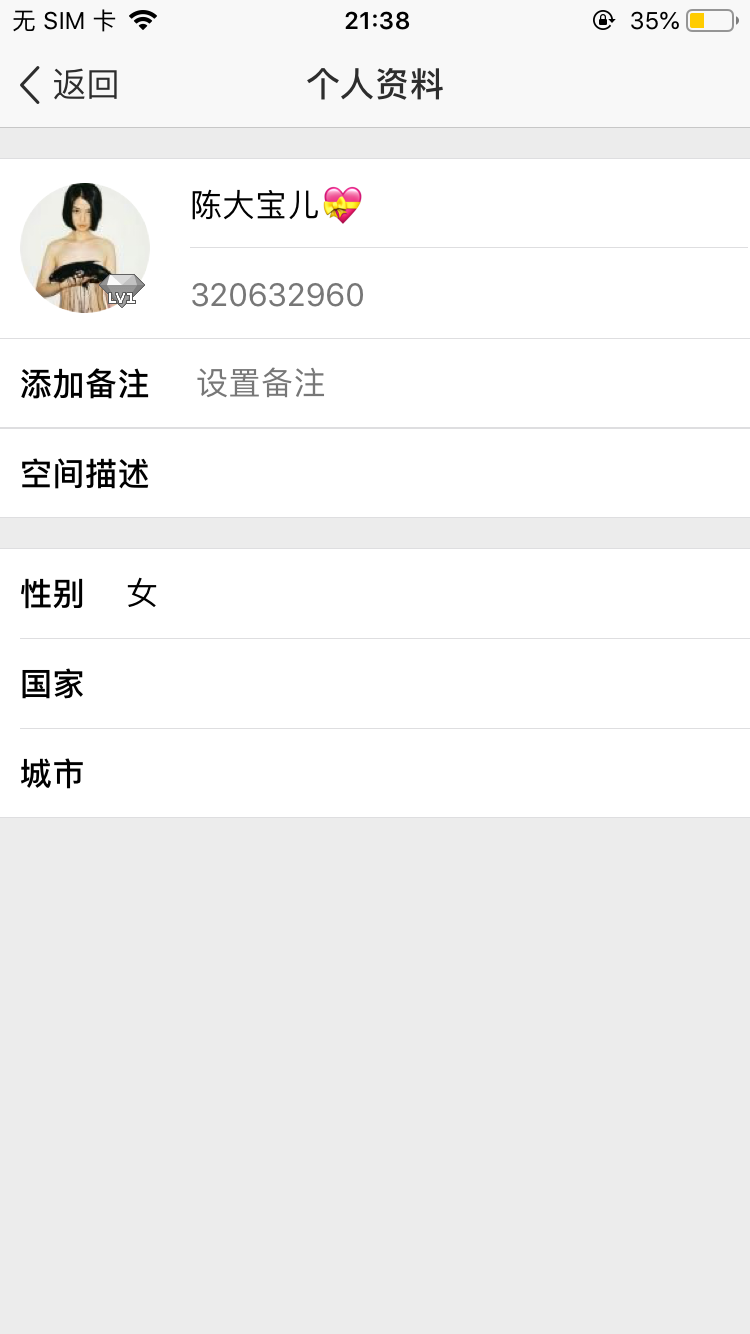 无 SIM 卡 21:38 35%
返回 个人资料
陈大宝儿💝
LV1
320632960
添加备注 设置备注
空间描述
性别 女
国家
城市